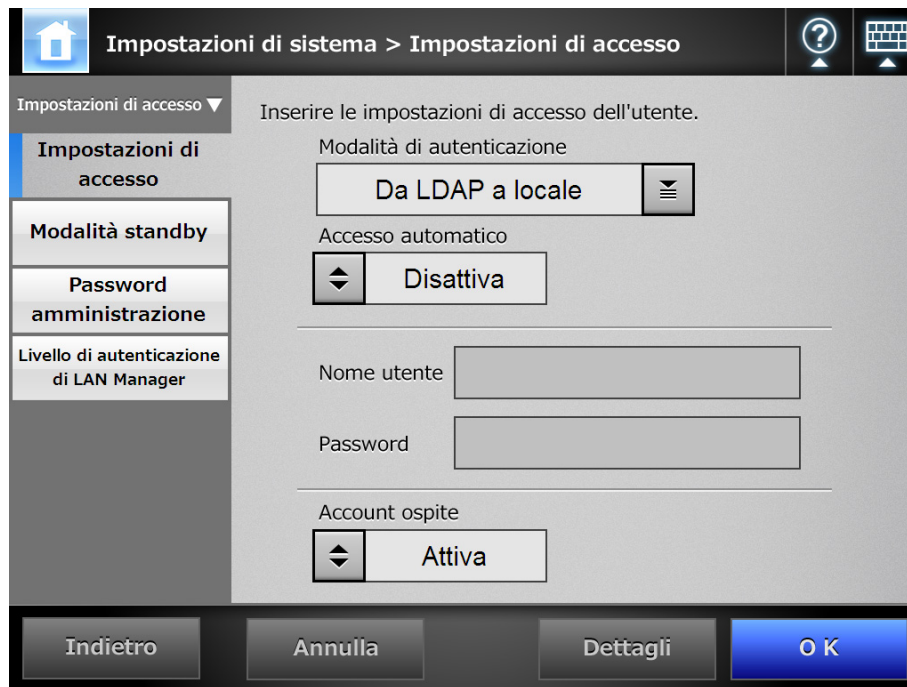 Impostazioni di sistema > Impostazioni di accesso
?
Impostazioni di accesso ▼
Impostazioni di
accesso
Modalità standby
Password
amministrazione
Livello di autenticazione
di LAN Manager
Inserire le impostazioni di accesso dell'utente.
Modalità di autenticazione
Da LDAP a locale
Accesso automatico
Disattiva
Nome utente
Password
Account ospite
Attiva
Indietro
Annulla
Dettagli
OK